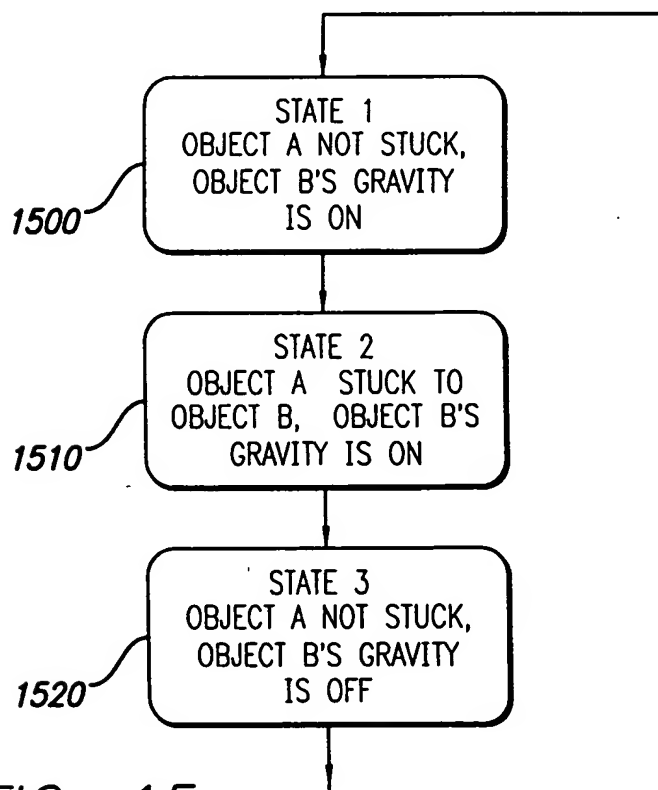 STATE 1
OBJECT A NOT STUCK,
OBJECT B'S GRAVITY
IS ON
1500
STATE 2
OBJECT A STUCK TO
OBJECT B, OBJECT B'S
GRAVITY IS ON
1510
STATE 3
OBJECT A NOT STUCK,
OBJECT B'S GRAVITY
IS OFF
1520